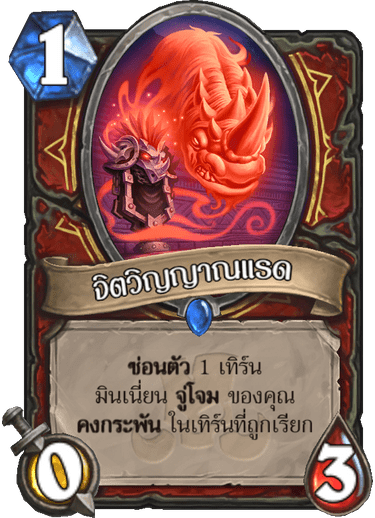 1
จิตวิญญาณแรด
ซ่อนตัว 1 เทิร์น
มินเนี่ยน จู่โจม ของคุณ
คงกระพัน ในเทิร์นที่ถูกเรียก
0
3